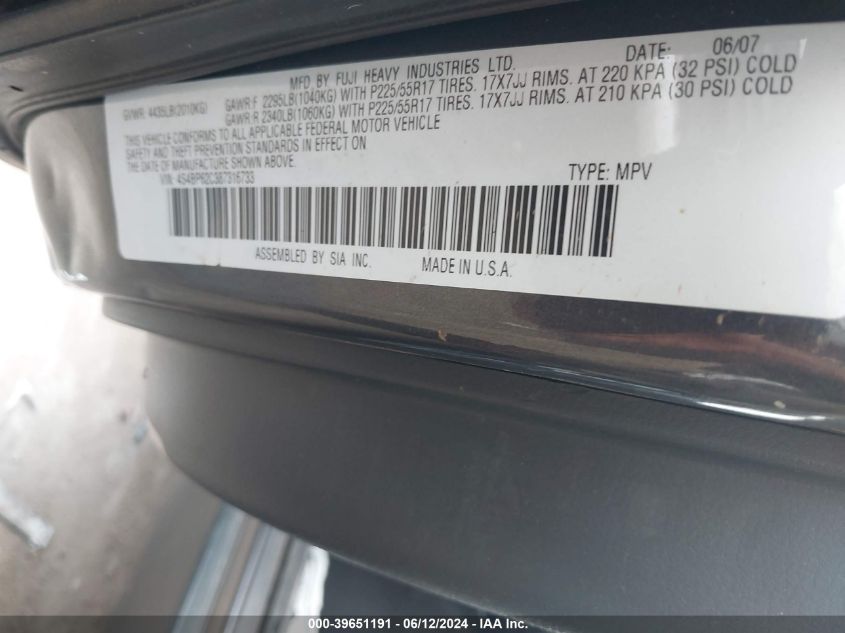 MFD. BY FUJI HEAVY INDUSTRIES LTD. DATE: 06/07
GVWR: 4435LB(2010KG) GAWR:F 2295LB(1040KG) WITH P225/55R17 TIRES. 17X7JJ RIMS. AT 220 KPA (32 PSI) COLD
GAWR:R 2340LB(1060KG) WITH P225/55R17 TIRES. 17X7JJ RIMS. AT 210 KPA (30 PSI) COLD
THIS VEHICLE CONFORMS TO ALL APPLICABLE FEDERAL MOTOR VEHICLE
SAFETY AND THEFT PREVENTION STANDARDS IN EFFECT ON
THE DATE OF MANUFACTURE SHOWN ABOVE.
VIN: 4S4BP62C387316733 TYPE: MPV
ASSEMBLED BY SIA INC. MADE IN U.S.A.
000-39651191 - 06/12/2024 - IAA Inc.